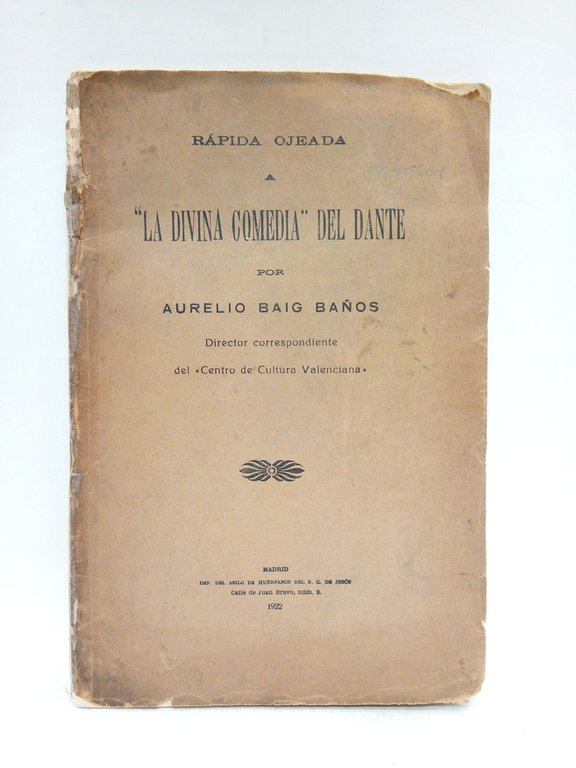 RÁPIDA OJEADA
A
"LA DIVINA COMEDIA" DEL DANTE
POR
AURELIO BAIG BAÑOS
Director correspondiente
del «Centro de Cultura Valenciana»
MADRID
IMP. DEL ASILO DE HUÉRFANOS DEL S. C. DE JESÚS
Calle de Juan Bravo, núm. 3.
1922